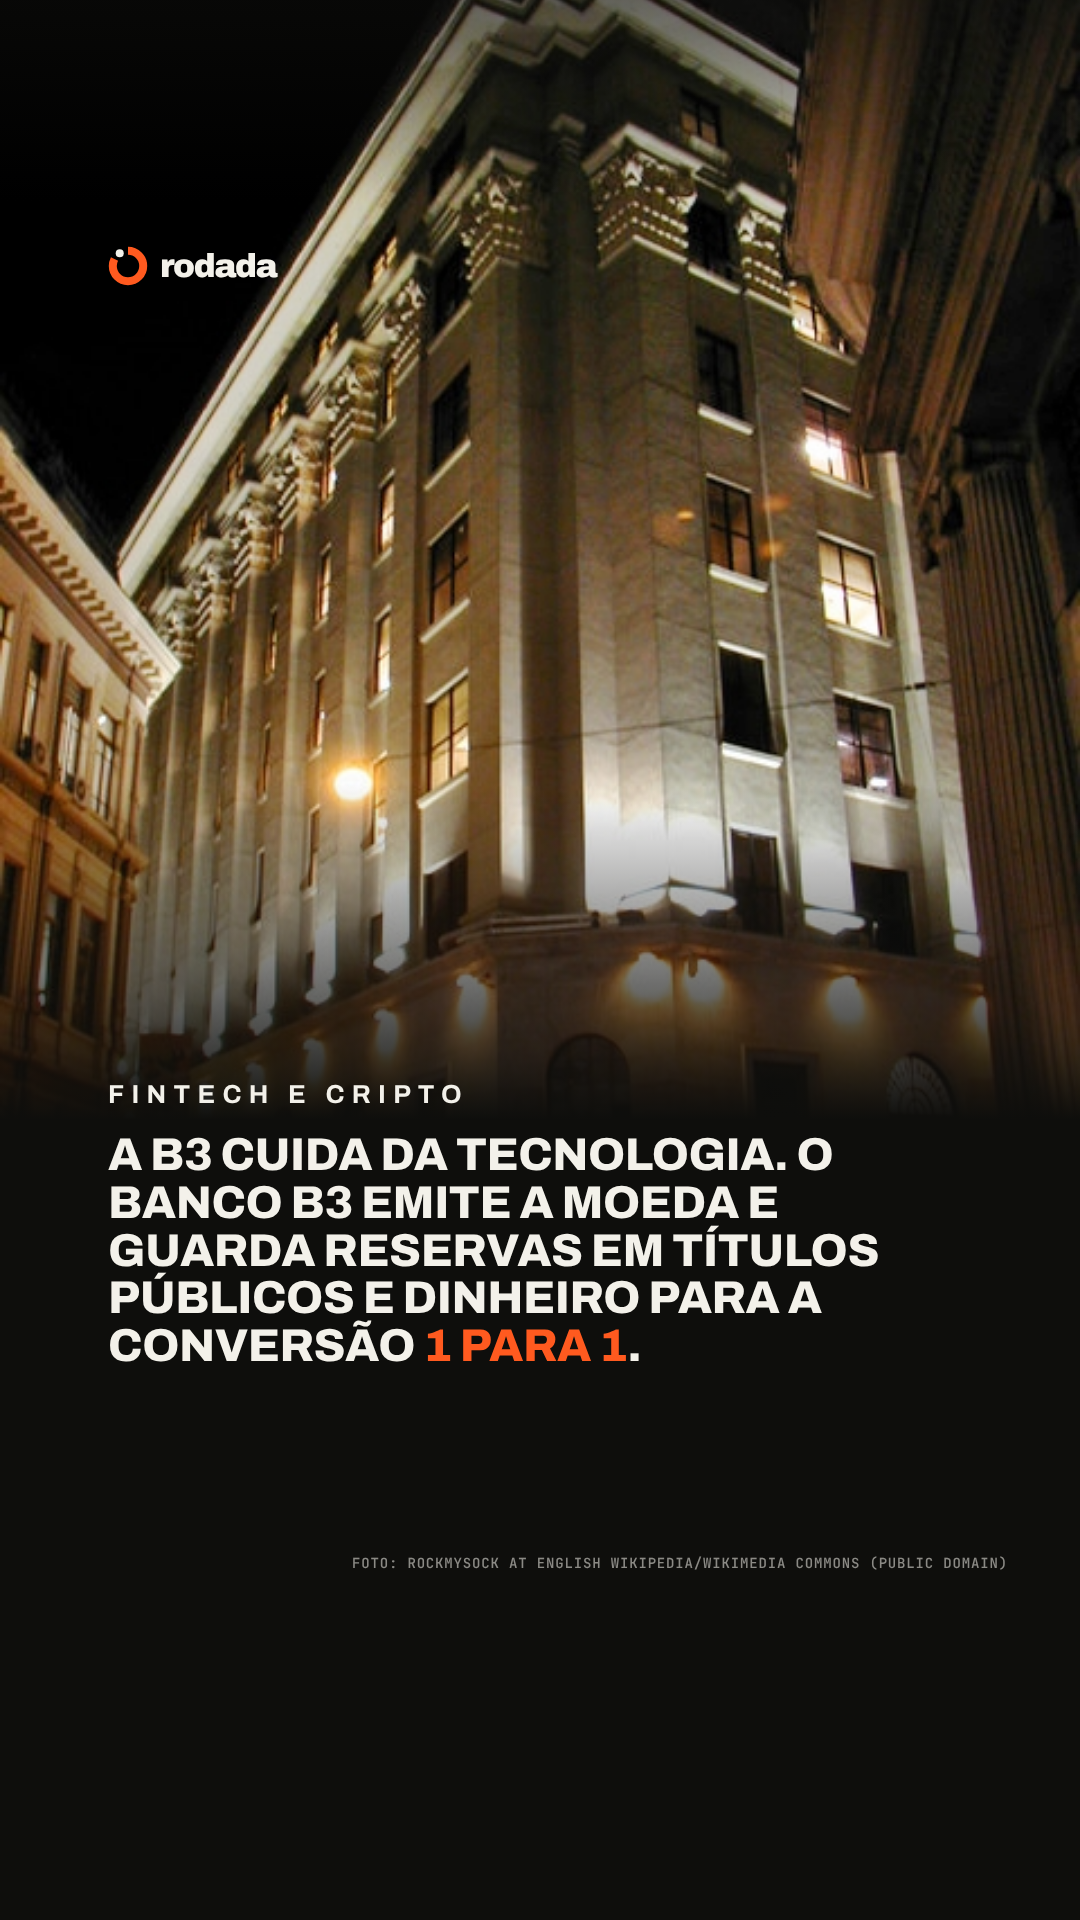 rodada
FINTECH E CRIPTO
A B3 CUIDA DA TECNOLOGIA. O
BANCO B3 EMITE A MOEDA E
GUARDA RESERVAS EM TÍTULOS
PÚBLICOS E DINHEIRO PARA A
CONVERSÃO 1 PARA 1.
FOTO: ROCKMYSOCK AT ENGLISH WIKIPEDIA/WIKIMEDIA COMMONS (PUBLIC DOMAIN)